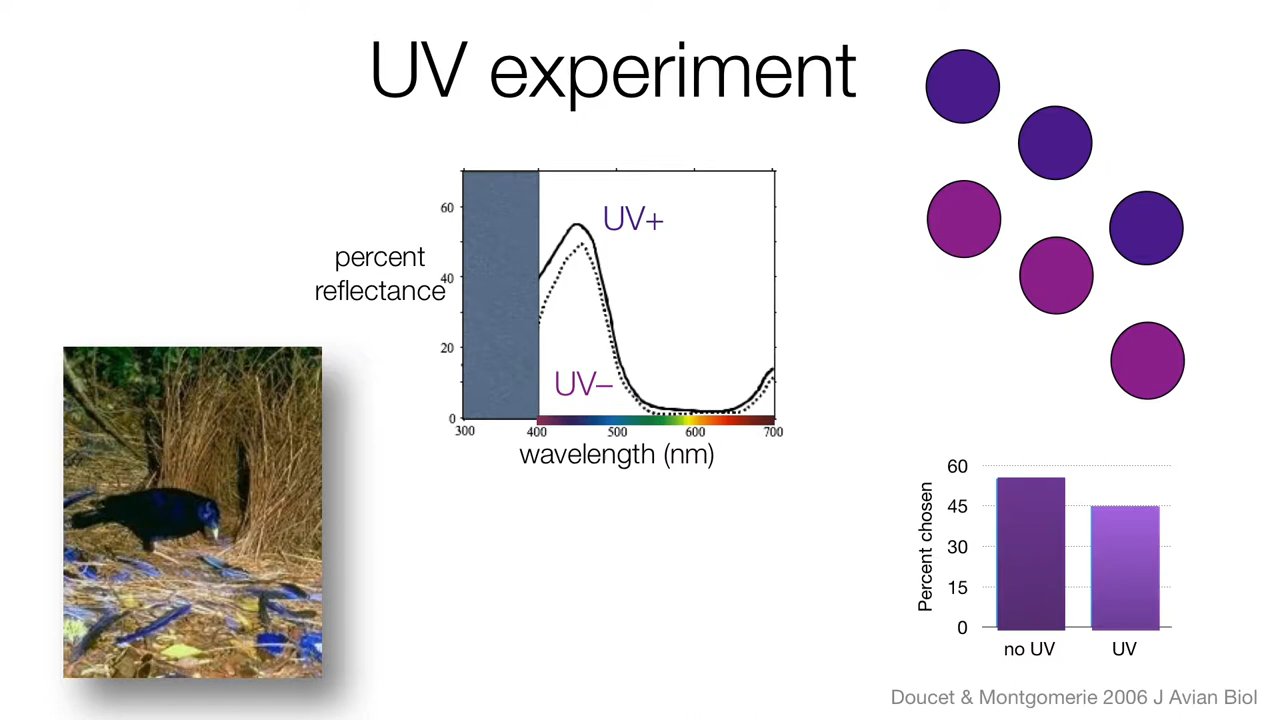 UV experiment
percent
reflectance
60
40
20
0
UV+
UV–
300
400
500
600
700
wavelength (nm)
Percent chosen
60
45
30
15
0
no UV
UV
Doucet & Montgomerie 2006 J Avian Biol